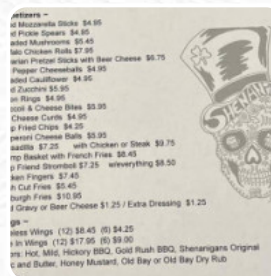 etizers ~
d Mozzarella Sticks $4.95
d Pickle Spears $4.95
aded Mushrooms $5.45
falo Chicken Rolls $7.95
arian Pretzel Sticks with Beer Cheese $6.75
Pepper Cheeseballs $4.95
aded Cauliflower $4.95
d Zucchini $5.95
on Rings $4.95
ccoli & Cheese Bites $5.95
Cheese Curds $4.95
p Fried Chips $4.25
peroni Cheese Balls $5.95
sadilla $7.25 with Chicken or Steak $9.75
mp Basket with French Fries $8.45
p Friend Stromboli $7.25 w/everything $8.50
ken Fingers $7.45
h Cut Fries $5.45
burgh Fries $10.95
d Gravy or Beer Cheese $1.25 / Extra Dressing $1.25
gs ~
eless Wings (12) $8.45 (6) $4.25
e In Wings (12) $17.95 (6) $9.00
ors: Hot, Mild, Hickory BBQ, Gold Rush BBQ, Shenanigans Original
c and Butter, Honey Mustard, Old Bay or Old Bay Dry Rub
SHENANIGANS